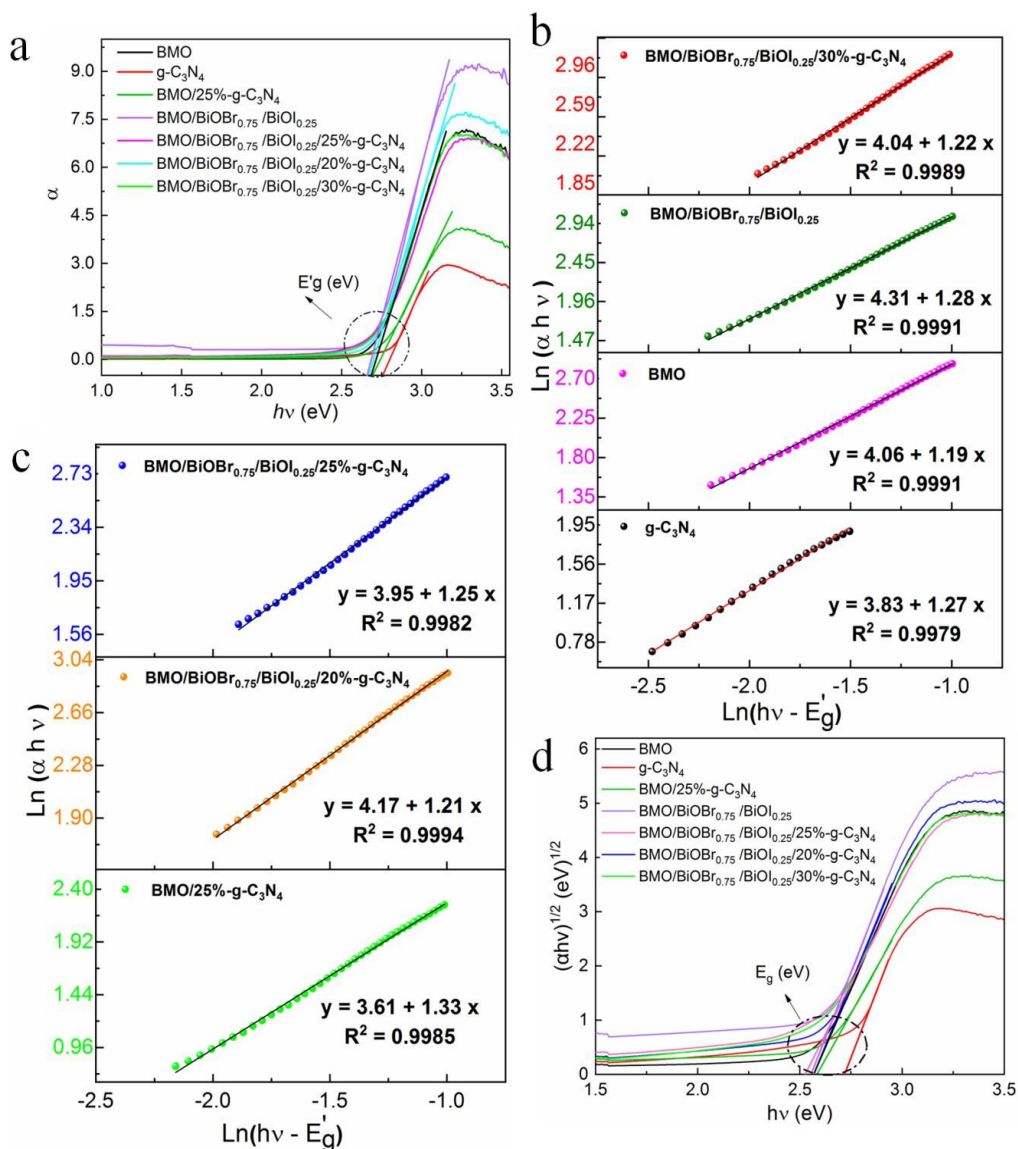 a
BMO
g-C₃N₄
BMO/25%-g-C₃N₄
BMO/BiOBr₀.₇₅ /BiOI₀.₂₅
BMO/BiOBr₀.₇₅ /BiOI₀.₂₅/25%-g-C₃N₄
BMO/BiOBr₀.₇₅ /BiOI₀.₂₅/20%-g-C₃N₄
BMO/BiOBr₀.₇₅ /BiOI₀.₂₅/30%-g-C₃N₄
9.0
7.5
6.0
4.5
3.0
1.5
0.0
α
E'g (eV)
1.0 1.5 2.0 2.5 3.0 3.5
hν (eV)
b
BMO/BiOBr₀.₇₅/BiOI₀.₂₅/30%-g-C₃N₄
2.96
2.59
2.22
1.85
y = 4.04 + 1.22 x
R² = 0.9989
BMO/BiOBr₀.₇₅/BiOI₀.₂₅
2.94
2.45
1.96
1.47
y = 4.31 + 1.28 x
R² = 0.9991
Ln (α h ν )
BMO
2.70
2.25
1.80
1.35
y = 4.06 + 1.19 x
R² = 0.9991
g-C₃N₄
1.95
1.56
1.17
0.78
y = 3.83 + 1.27 x
R² = 0.9979
-2.5 -2.0 -1.5 -1.0
Ln(hν - E'g)
c
BMO/BiOBr₀.₇₅/BiOI₀.₂₅/25%-g-C₃N₄
2.73
2.34
1.95
1.56
y = 3.95 + 1.25 x
R² = 0.9982
BMO/BiOBr₀.₇₅/BiOI₀.₂₅/20%-g-C₃N₄
3.04
2.66
2.28
1.90
y = 4.17 + 1.21 x
R² = 0.9994
Ln (α h ν )
BMO/25%-g-C₃N₄
2.40
1.92
1.44
0.96
y = 3.61 + 1.33 x
R² = 0.9985
-2.5 -2.0 -1.5 -1.0
Ln(hν - E'g)
d
BMO
g-C₃N₄
BMO/25%-g-C₃N₄
BMO/BiOBr₀.₇₅ /BiOI₀.₂₅
BMO/BiOBr₀.₇₅ /BiOI₀.₂₅/25%-g-C₃N₄
BMO/BiOBr₀.₇₅ /BiOI₀.₂₅/20%-g-C₃N₄
BMO/BiOBr₀.₇₅ /BiOI₀.₂₅/30%-g-C₃N₄
6
5
4
3
2
1
0
(αhν)^1/2 (eV)^1/2
Eg (eV)
1.5 2.0 2.5 3.0 3.5
hν (eV)